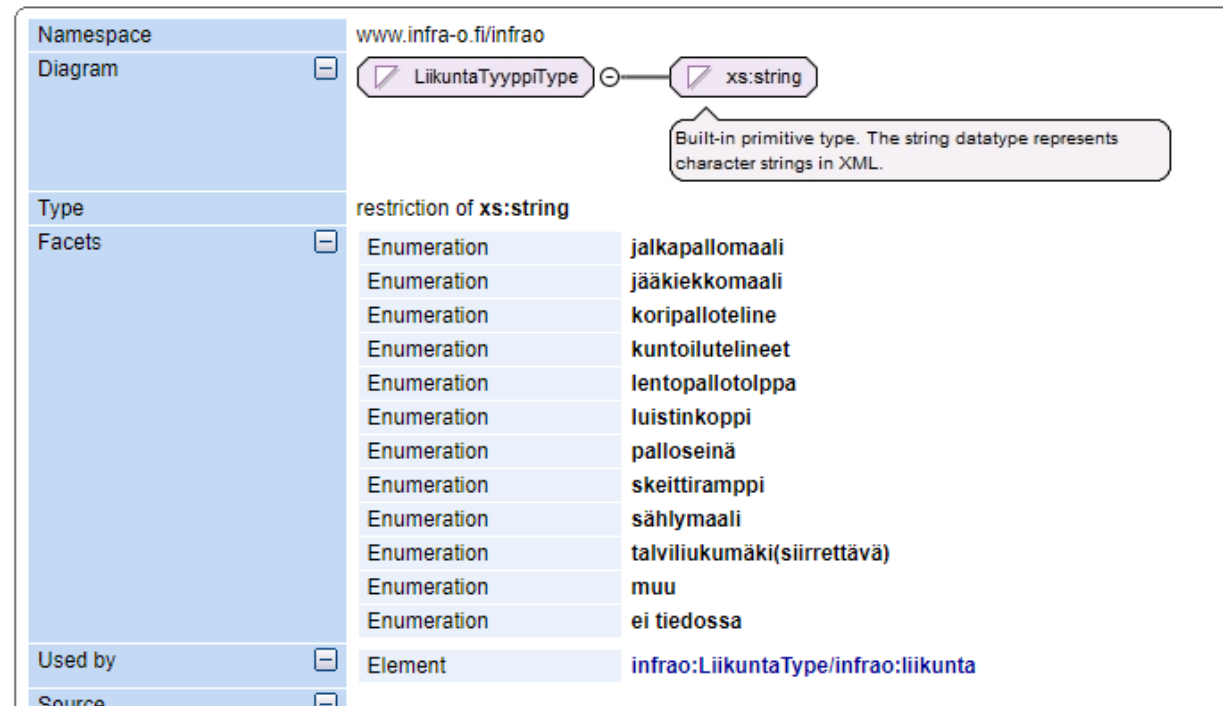 Namespace www.infra-o.fi/infrao
Diagram LiikuntaTyyppiType xs:string
Built-in primitive type. The string datatype represents
character strings in XML.
Type restriction of xs:string
Facets Enumeration jalkapallomaali
Enumeration jääkiekkomaali
Enumeration koripalloteline
Enumeration kuntoilutelineet
Enumeration lentopallotolppa
Enumeration luistinkoppi
Enumeration palloseinä
Enumeration skeittiramppi
Enumeration sählymaali
Enumeration talviliukumäki(siirrettävä)
Enumeration muu
Enumeration ei tiedossa
Used by Element infrao:LiikuntaType/infrao:liikunta
Source